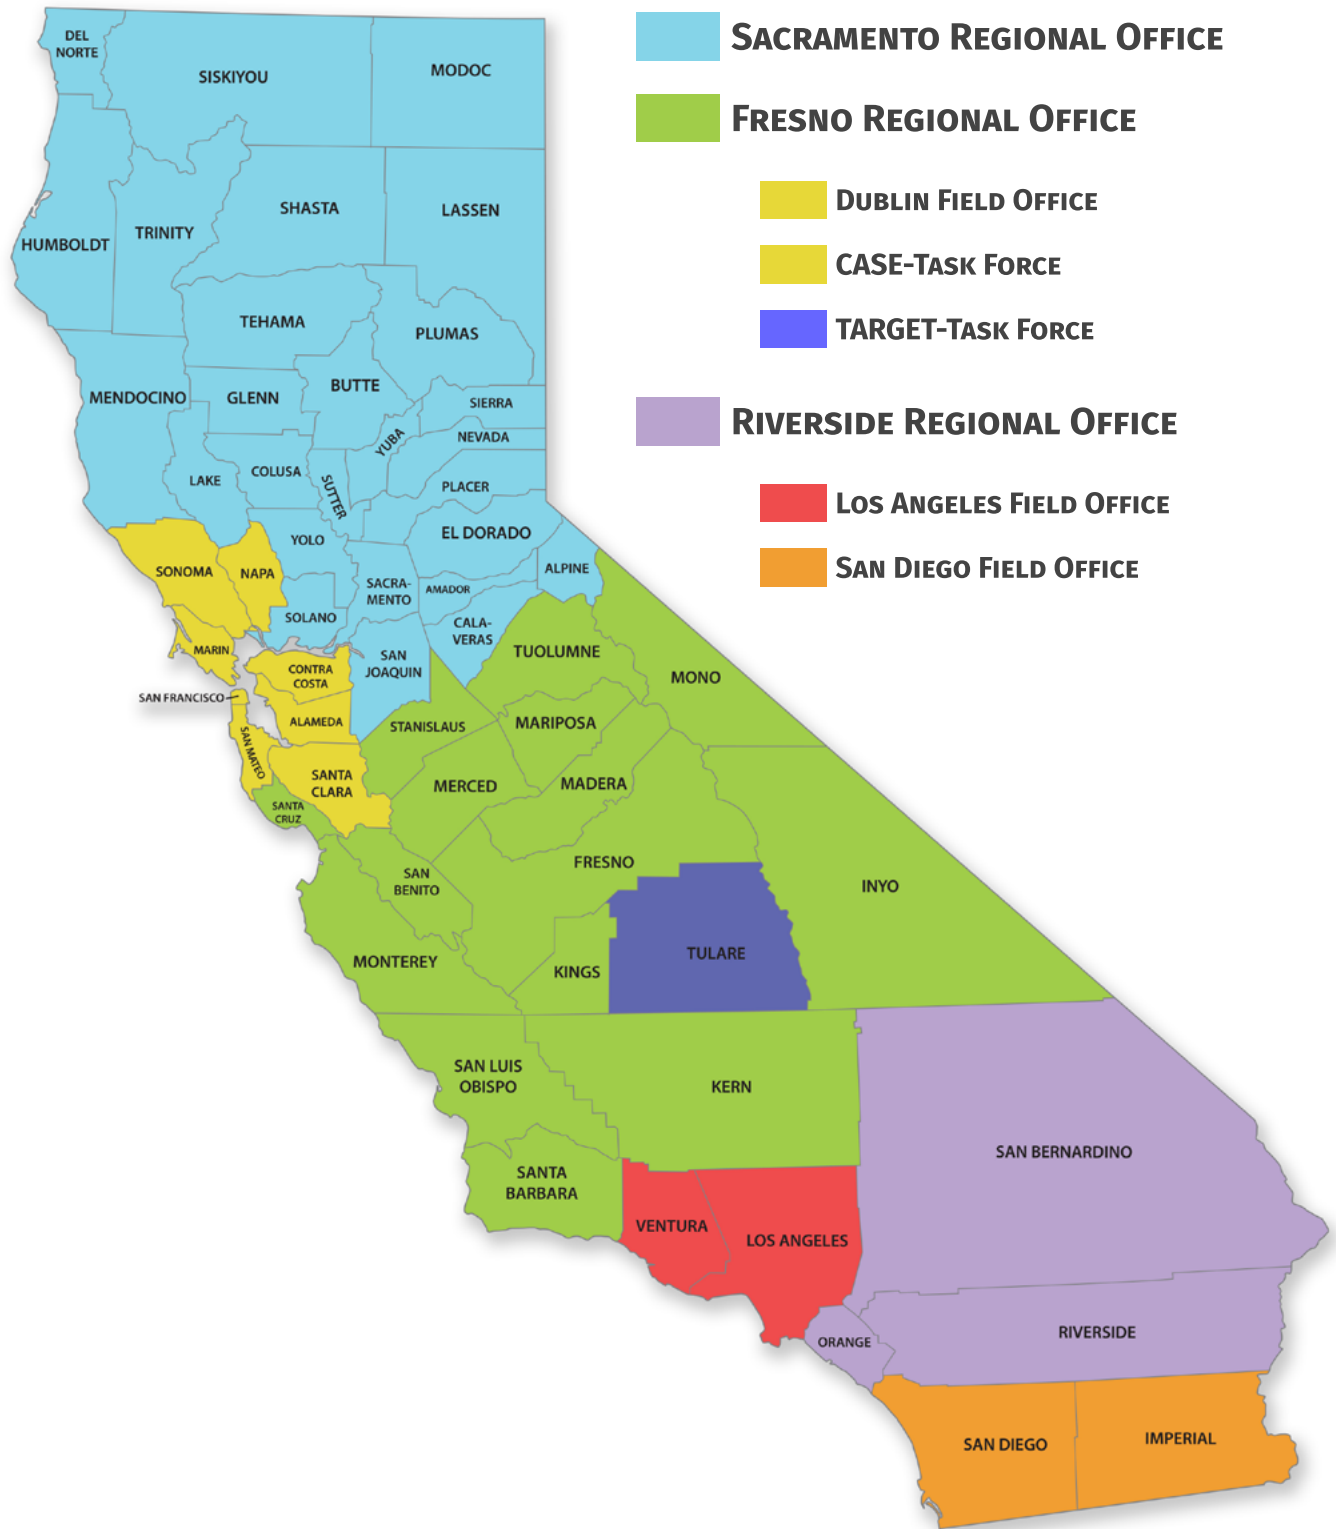 SACRAMENTO REGIONAL OFFICE
FRESNO REGIONAL OFFICE
DUBLIN FIELD OFFICE
CASE-TASK FORCE
TARGET-TASK FORCE
RIVERSIDE REGIONAL OFFICE
LOS ANGELES FIELD OFFICE
SAN DIEGO FIELD OFFICE
DEL
NORTE
SISKIYOU
MODOC
HUMBOLDT
TRINITY
SHASTA
LASSEN
TEHAMA
PLUMAS
MENDOCINO
GLENN
BUTTE
SIERRA
YUBA
NEVADA
LAKE
COLUSA
SUTTER
PLACER
YOLO
EL DORADO
SONOMA
NAPA
SACRA-
MENTO
AMADOR
ALPINE
SOLANO
CALA-
VERAS
MARIN
CONTRA
COSTA
SAN
JOAQUIN
TUOLUMNE
MONO
SAN FRANCISCO
ALAMEDA
STANISLAUS
MARIPOSA
SAN MATEO
SANTA
CLARA
MERCED
MADERA
SANTA
CRUZ
SAN
BENITO
FRESNO
INYO
MONTEREY
KINGS
TULARE
SAN LUIS
OBISPO
KERN
SANTA
BARBARA
VENTURA
LOS ANGELES
SAN BERNARDINO
ORANGE
RIVERSIDE
SAN DIEGO
IMPERIAL